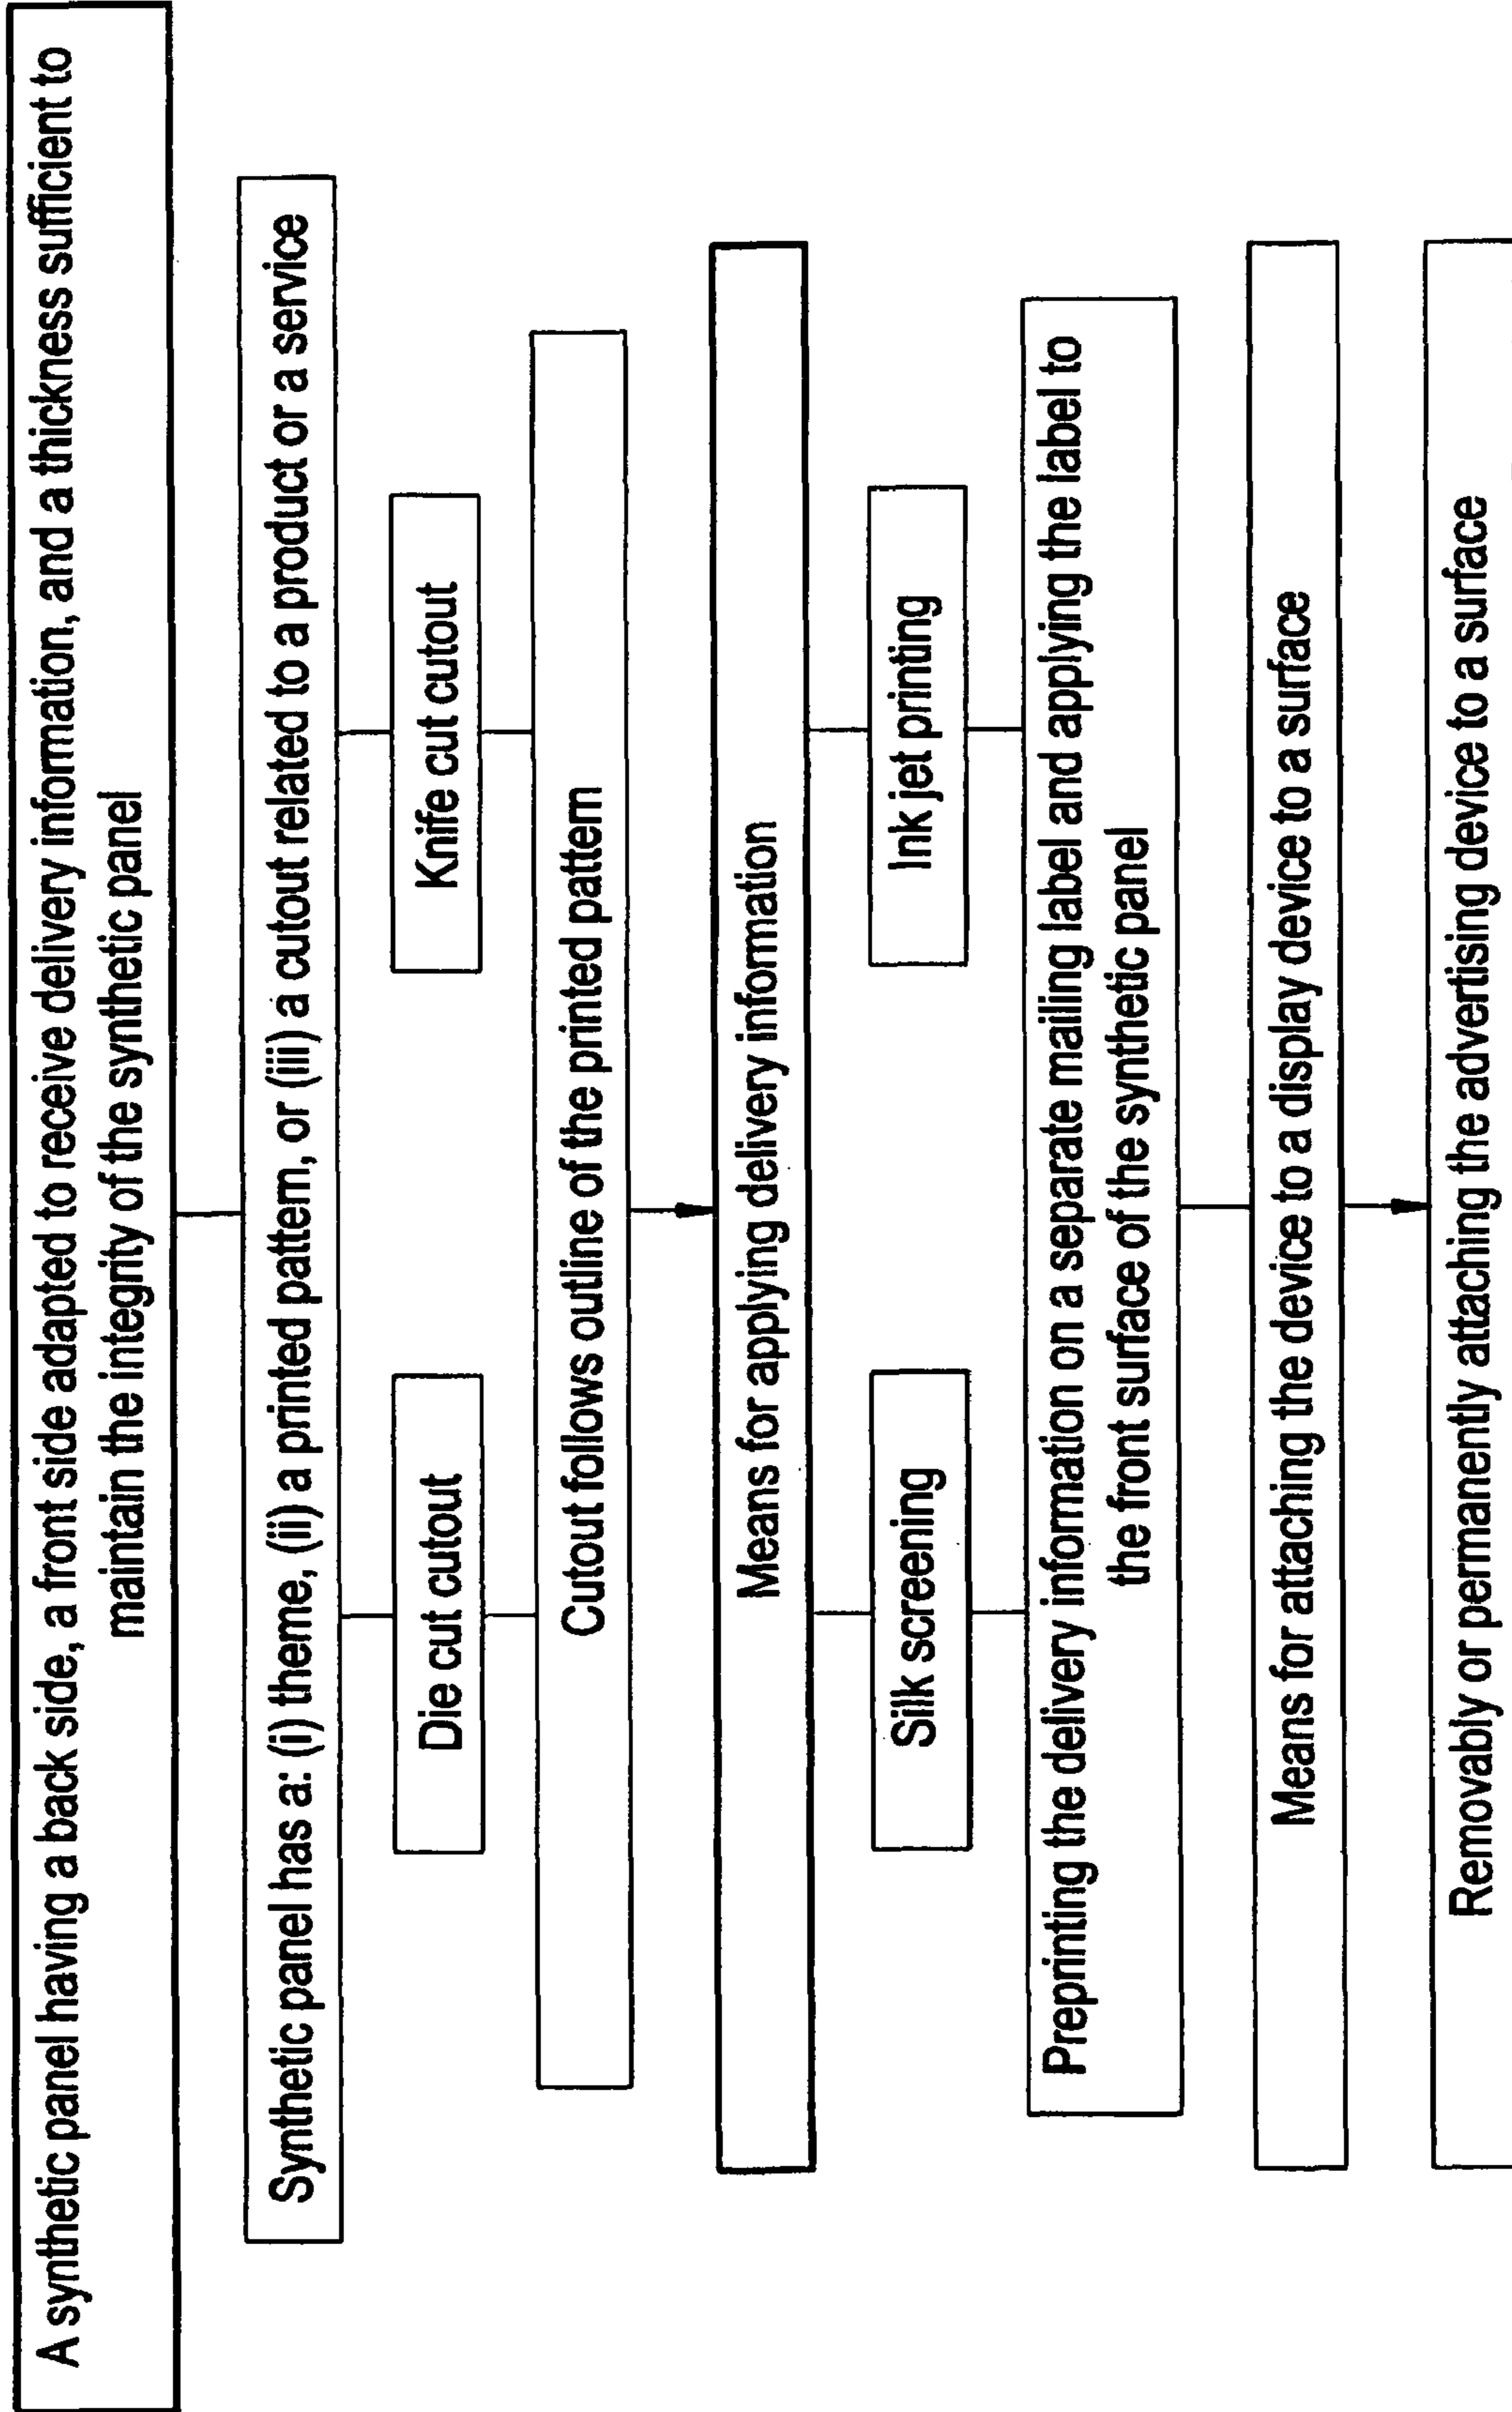 A synthetic panel having a back side, a front side adapted to receive delivery information, and a thickness sufficient to
maintain the integrity of the synthetic panel
Synthetic panel has a: (i) theme, (ii) a printed pattern, or (iii) a cutout related to a product or a service
Die cut cutout
Knife cut cutout
Cutout follows outline of the printed pattern
Means for applying delivery information
Silk screening
Ink jet printing
Preprinting the delivery information on a separate mailing label and applying the label to
the front surface of the synthetic panel
Means for attaching the device to a display device to a surface
Removably or permanently attaching the advertising device to a surface